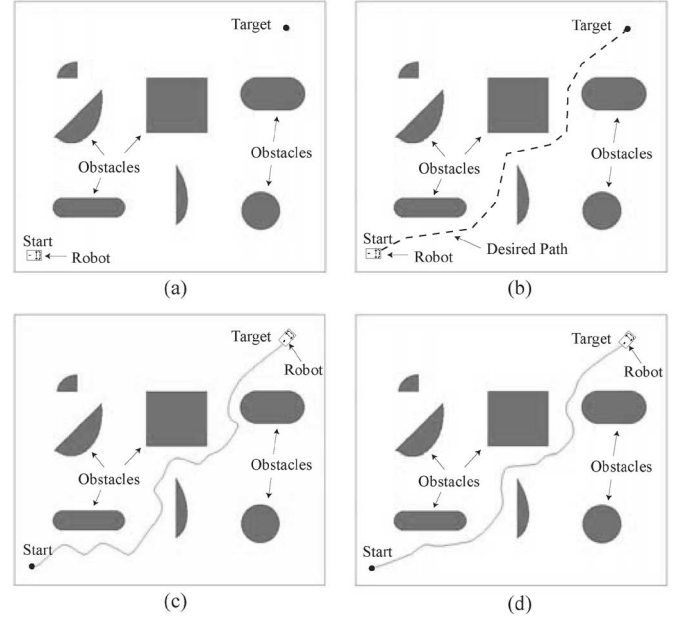 Target
Obstacles
Obstacles
Start
Robot
(a)
Target
Obstacles
Obstacles
Start
Robot
Desired Path
(b)
Target
Robot
Obstacles
Obstacles
Start
(c)
Target
Robot
Obstacles
Obstacles
Start
(d)